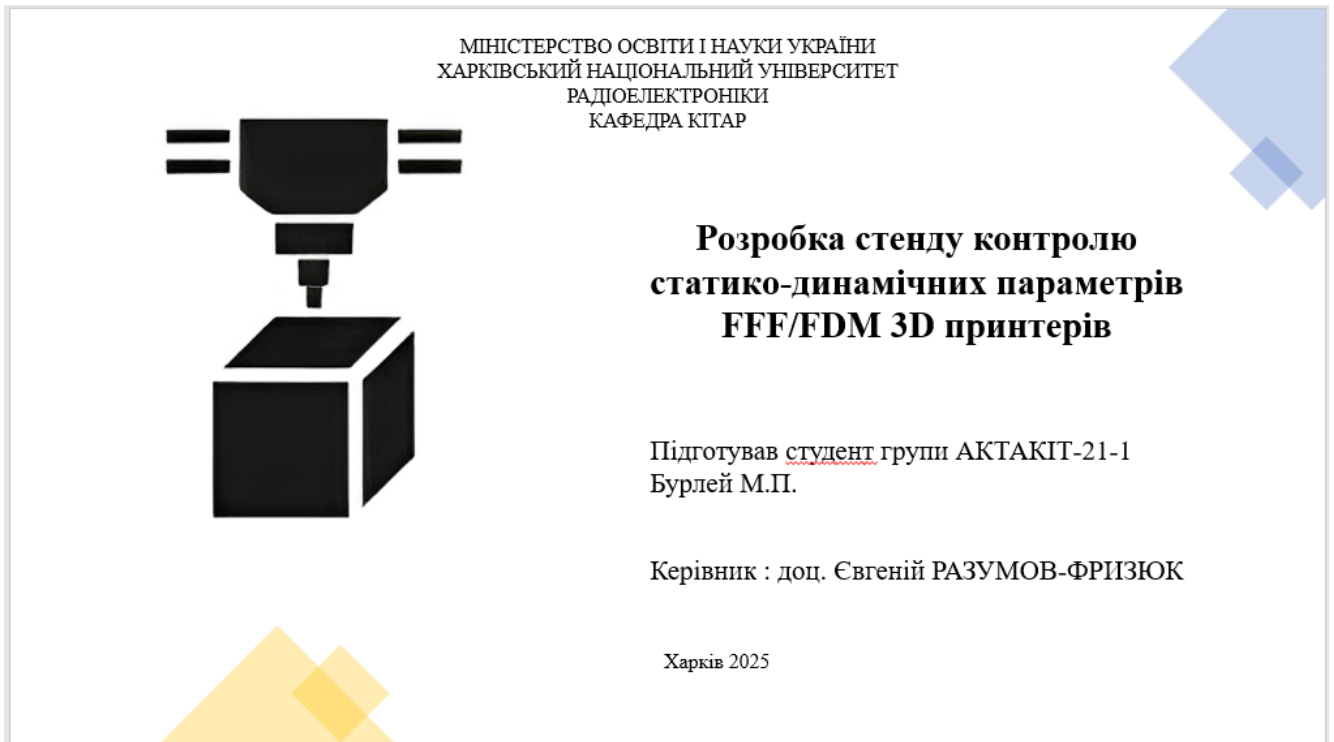 МІНІСТЕРСТВО ОСВІТИ І НАУКИ УКРАЇНИ
ХАРКІВСЬКИЙ НАЦІОНАЛЬНИЙ УНІВЕРСИТЕТ
РАДІОЕЛЕКТРОНІКИ
КАФЕДРА КІТАР
Розробка стенду контролю
статико-динамічних параметрів
FFF/FDM 3D принтерів
Підготував студент групи АКТАКІТ-21-1
Бурлей М.П.
Керівник : доц. Євгеній РАЗУМОВ-ФРИЗЮК
Харків 2025